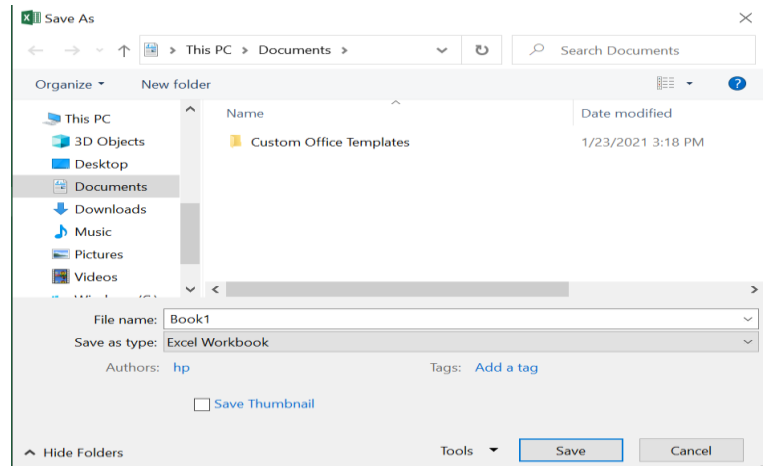 Save As
This PC > Documents >
Search Documents
Organize
New folder
Name
Date modified
This PC
3D Objects
Desktop
Documents
Downloads
Music
Pictures
Videos
Custom Office Templates
1/23/2021 3:18 PM
File name: Book1
Save as type: Excel Workbook
Authors: hp
Tags: Add a tag
Save Thumbnail
Hide Folders
Tools
Save
Cancel